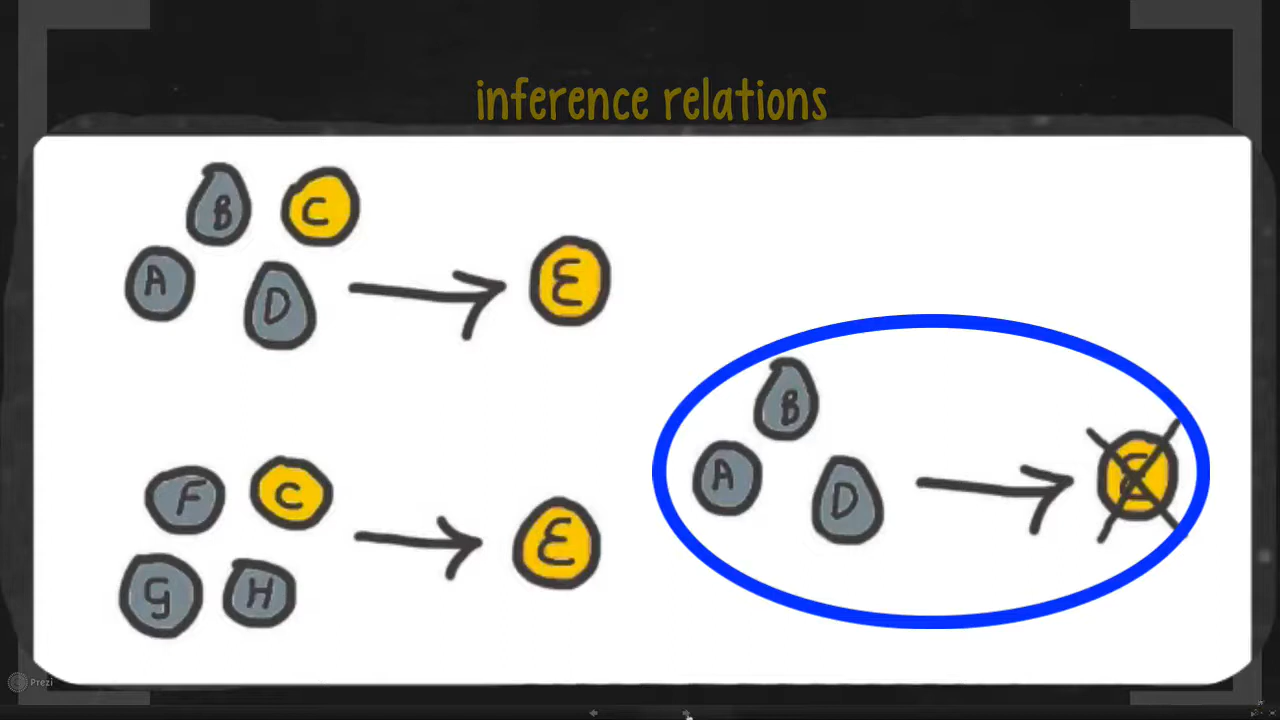 inference relations
B C
A D E
B
A D E
F C
G H E
Prezi